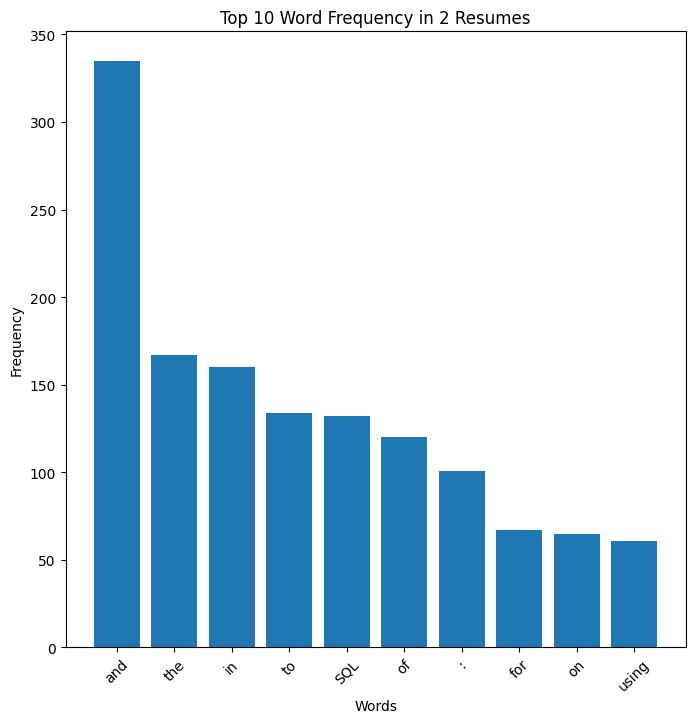 Top 10 Word Frequency in 2 Resumes
350
300
250
200
150
100
50
0
Frequency
and
the
in
to
SQL
of
:
for
on
using
Words